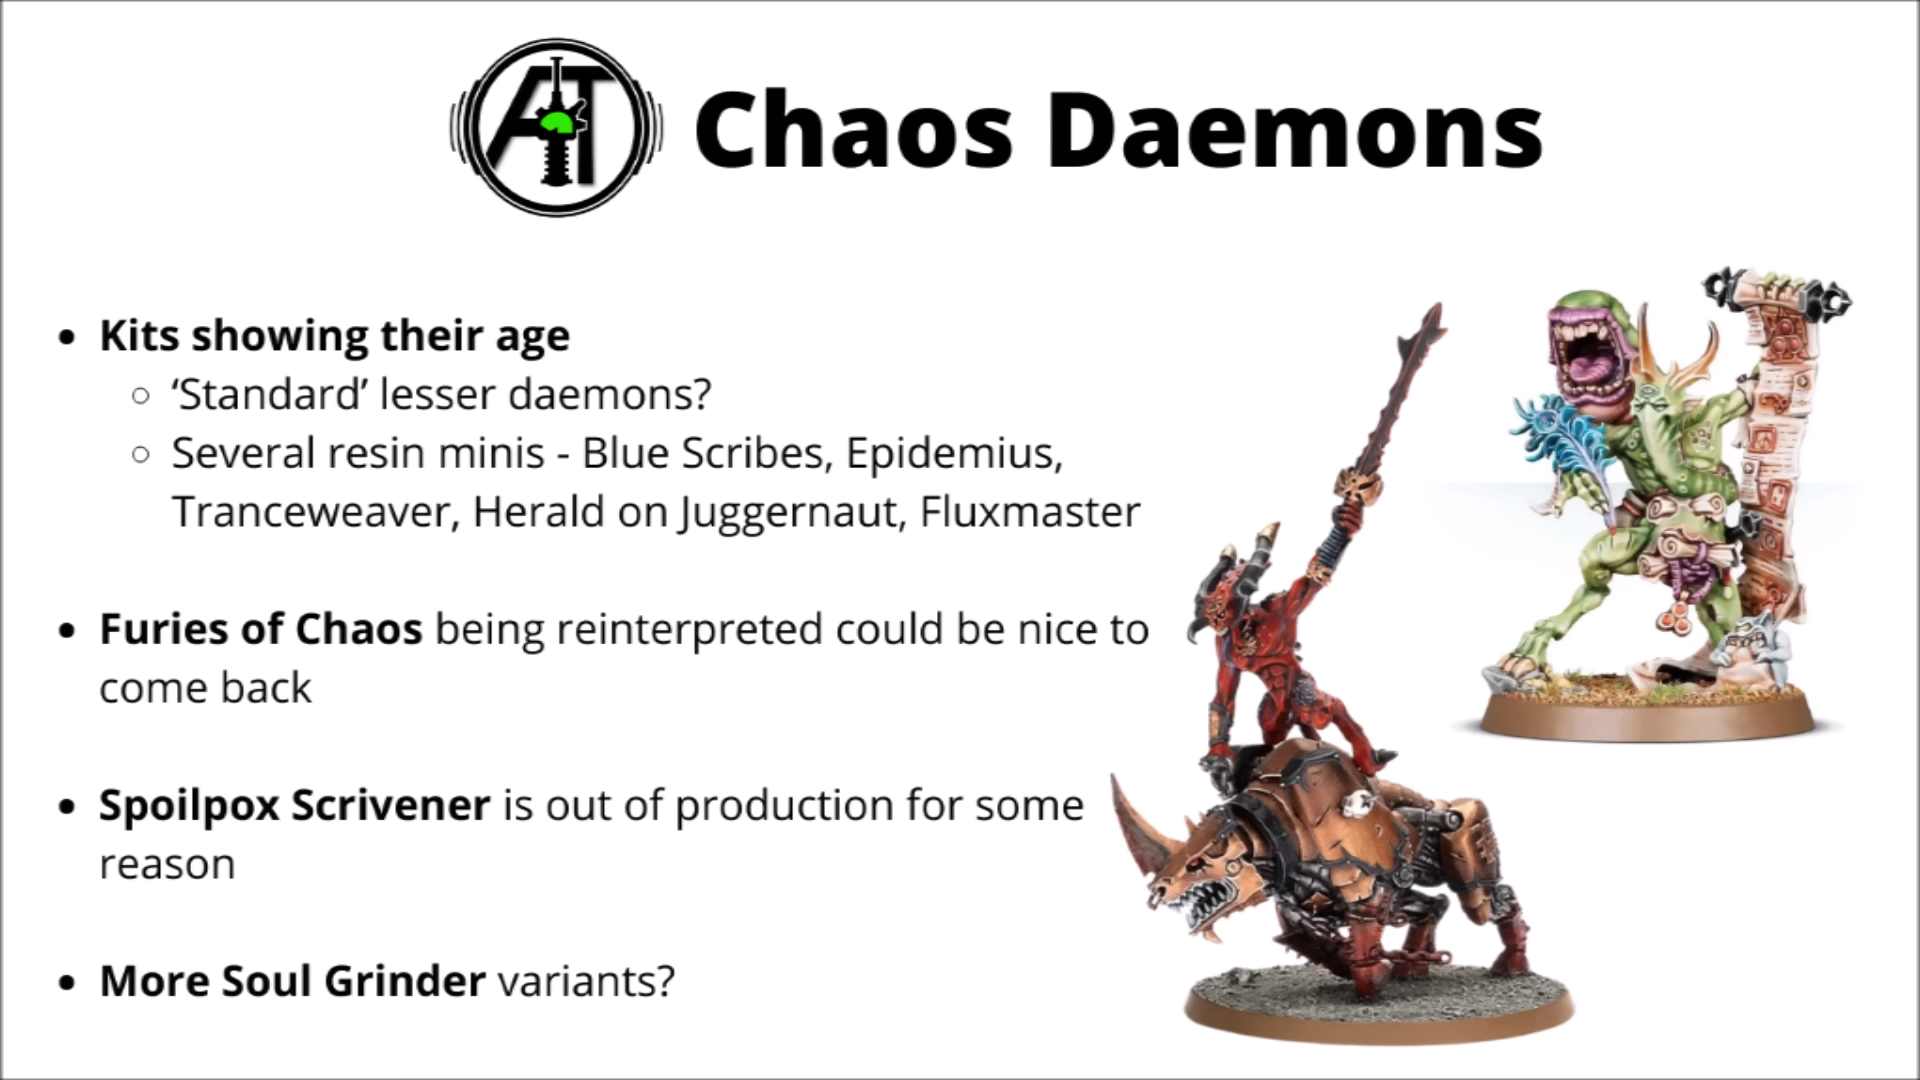 AT Chaos Daemons
• Kits showing their age
○ ‘Standard’ lesser daemons?
○ Several resin minis - Blue Scribes, Epidemius,
Tranceweaver, Herald on Juggernaut, Fluxmaster
• Furies of Chaos being reinterpreted could be nice to
come back
• Spoilpox Scrivener is out of production for some
reason
• More Soul Grinder variants?